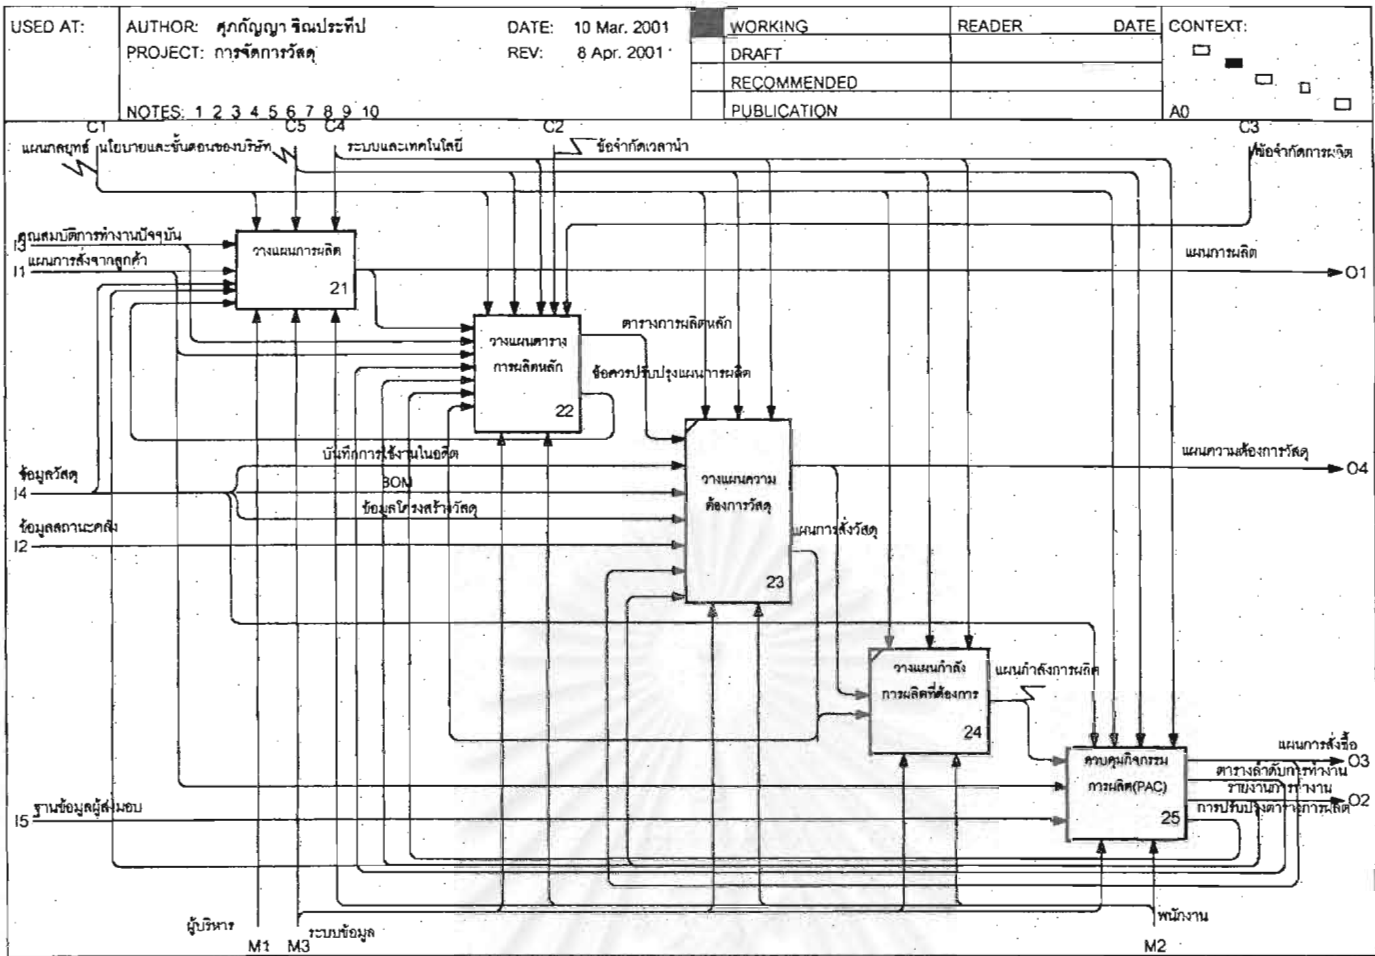 USED AT:
AUTHOR: ศุภกัญญา ชิณประทีป
DATE: 10 Mar. 2001
WORKING
READER
DATE
CONTEXT:
PROJECT: การจัดการวัสดุ
REV: 8 Apr. 2001
DRAFT
RECOMMENDED
NOTES: 1 2 3 4 5 6 7 8 9 10
PUBLICATION
A0
C1
C5
C4
C2
C3
แผนกลยุทธ์
นโยบายและขั้นตอนของบริษัท
ระบบและเทคโนโลยี
ข้อจำกัดเวลานำ
ข้อจำกัดการผลิต
คุณสมบัติการทำงานปัจจุบัน
I3
แผนการสั่งจากลูกค้า
I1
วางแผนการผลิต
21
แผนการผลิต
O1
วางแผนตาราง
การผลิตหลัก
22
ตารางการผลิตหลัก
ข้อควรปรับปรุงแผนการผลิต
บันทึกการใช้งานในอดีต
BOM
ข้อมูลโครงสร้างวัสดุ
ข้อมูลวัสดุ
I4
ข้อมูลสถานะคลัง
I2
วางแผนความ
ต้องการวัสดุ
23
แผนความต้องการวัสดุ
O4
แผนการสั่งวัสดุ
วางแผนกำลัง
การผลิตที่ต้องการ
24
แผนกำลังการผลิต
ควบคุมกิจกรรม
การผลิต(PAC)
25
แผนการสั่งซื้อ
O3
ตารางลำดับการทำงาน
รายงานการทำงาน
O2
การปรับปรุงตารางการผลิต
ฐานข้อมูลผู้ส่งมอบ
I5
ผู้บริหาร
M1
M3
ระบบข้อมูล
พนักงาน
M2